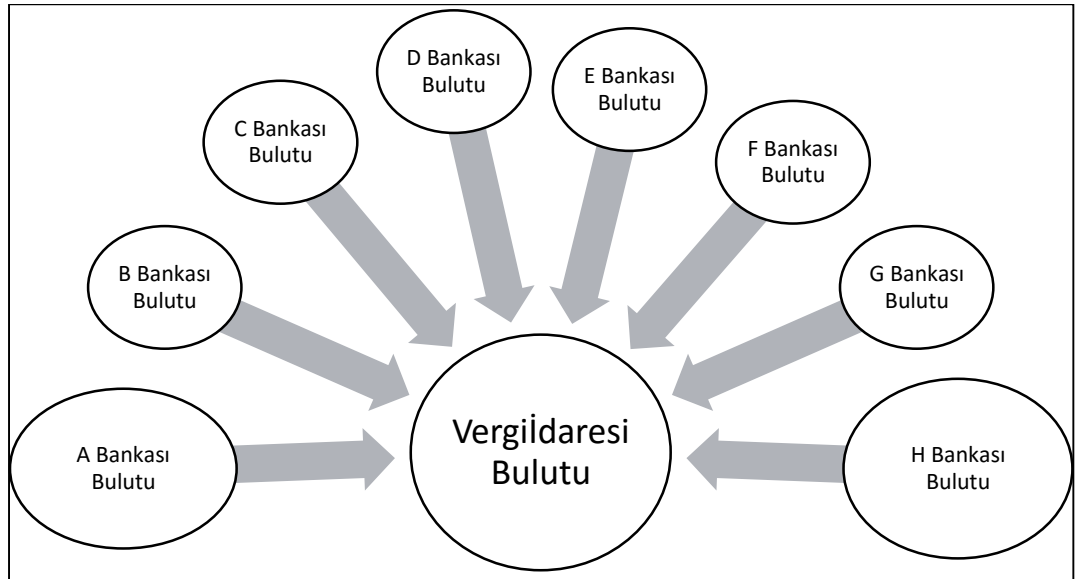 A Bankası
Bulutu
B Bankası
Bulutu
C Bankası
Bulutu
D Bankası
Bulutu
E Bankası
Bulutu
F Bankası
Bulutu
G Bankası
Bulutu
H Bankası
Bulutu
Vergiİdaresi
Bulutu